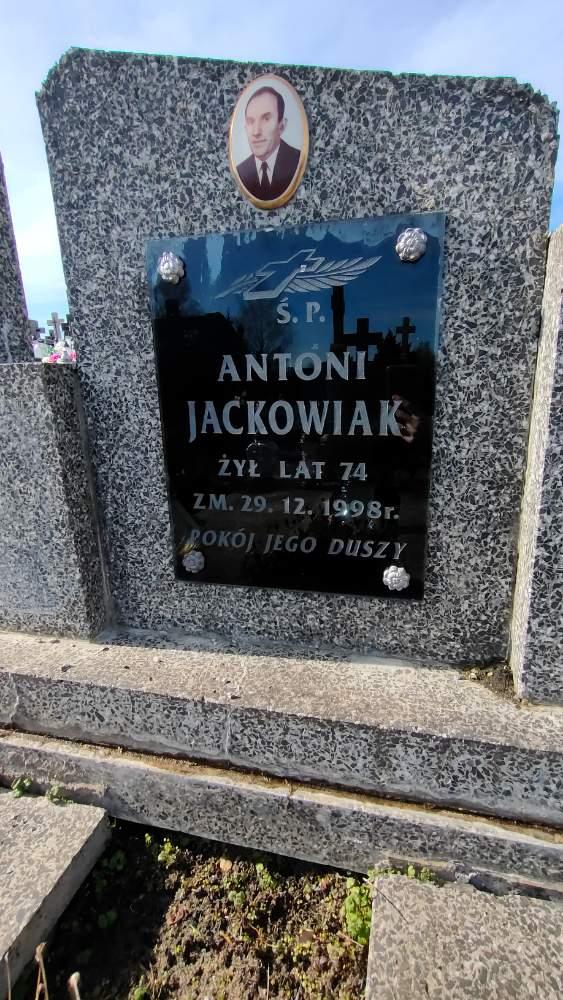 Ś. P.
ANTONI
JACKOWIAK
ŻYŁ LAT 74
ZM. 29. 12. 1998r.
POKÓJ JEGO DUSZY